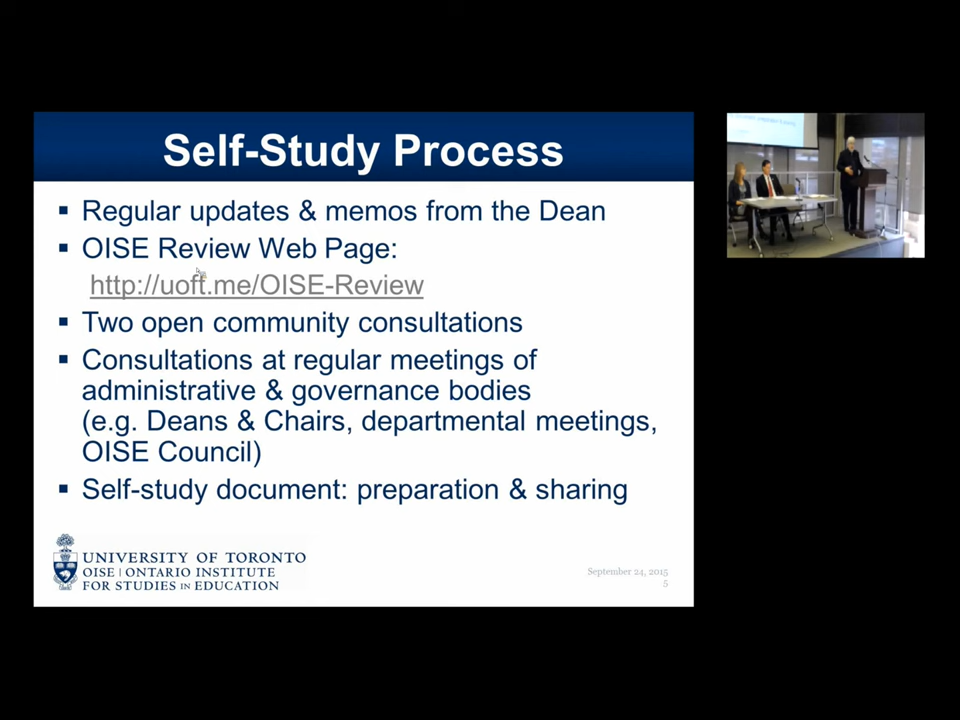 Self-Study Process
▪ Regular updates & memos from the Dean
▪ OISE Review Web Page:
http://uoft.me/OISE-Review
▪ Two open community consultations
▪ Consultations at regular meetings of
administrative & governance bodies
(e.g. Deans & Chairs, departmental meetings,
OISE Council)
▪ Self-study document: preparation & sharing
UNIVERSITY OF TORONTO
OISE | ONTARIO INSTITUTE
FOR STUDIES IN EDUCATION
September 24, 2015
5